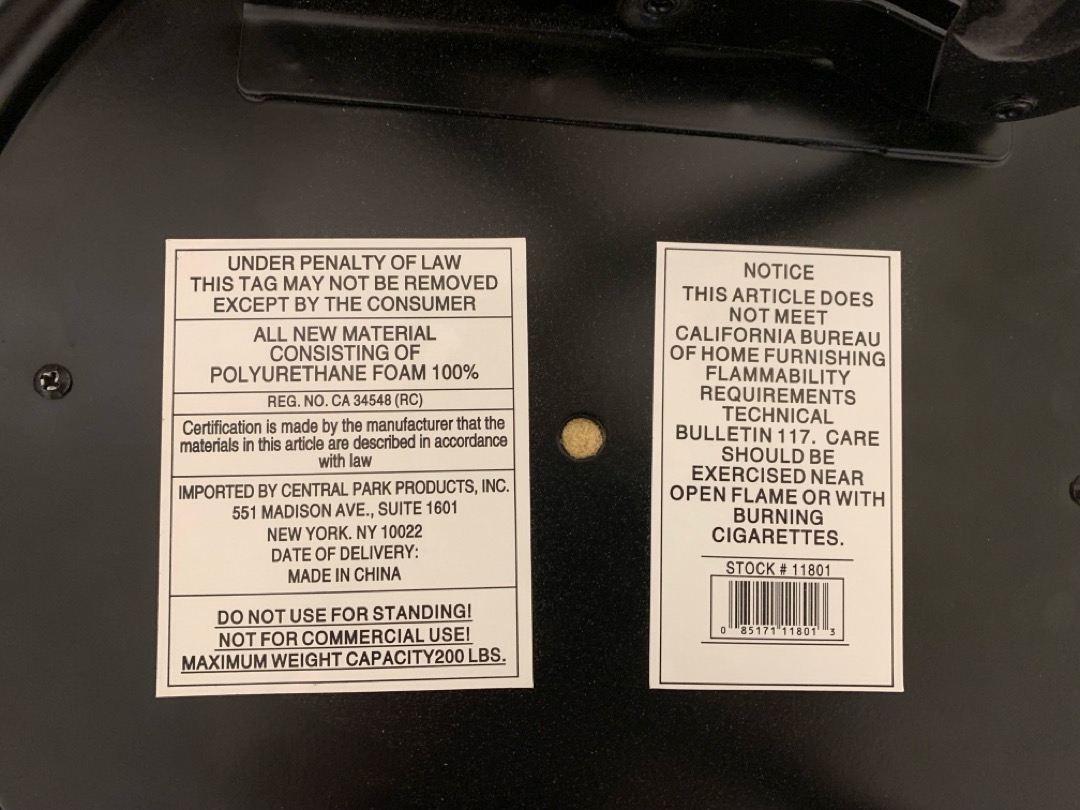 UNDER PENALTY OF LAW
THIS TAG MAY NOT BE REMOVED
EXCEPT BY THE CONSUMER
ALL NEW MATERIAL
CONSISTING OF
POLYURETHANE FOAM 100%
REG. NO. CA 34548 (RC)
Certification is made by the manufacturer that the
materials in this article are described in accordance
with law
IMPORTED BY CENTRAL PARK PRODUCTS, INC.
551 MADISON AVE., SUITE 1601
NEW YORK. NY 10022
DATE OF DELIVERY:
MADE IN CHINA
DO NOT USE FOR STANDING!
NOT FOR COMMERCIAL USE!
MAXIMUM WEIGHT CAPACITY200 LBS.
NOTICE
THIS ARTICLE DOES
NOT MEET
CALIFORNIA BUREAU
OF HOME FURNISHING
FLAMMABILITY
REQUIREMENTS
TECHNICAL
BULLETIN 117. CARE
SHOULD BE
EXERCISED NEAR
OPEN FLAME OR WITH
BURNING
CIGARETTES.
STOCK # 11801
0 85171 11801 3